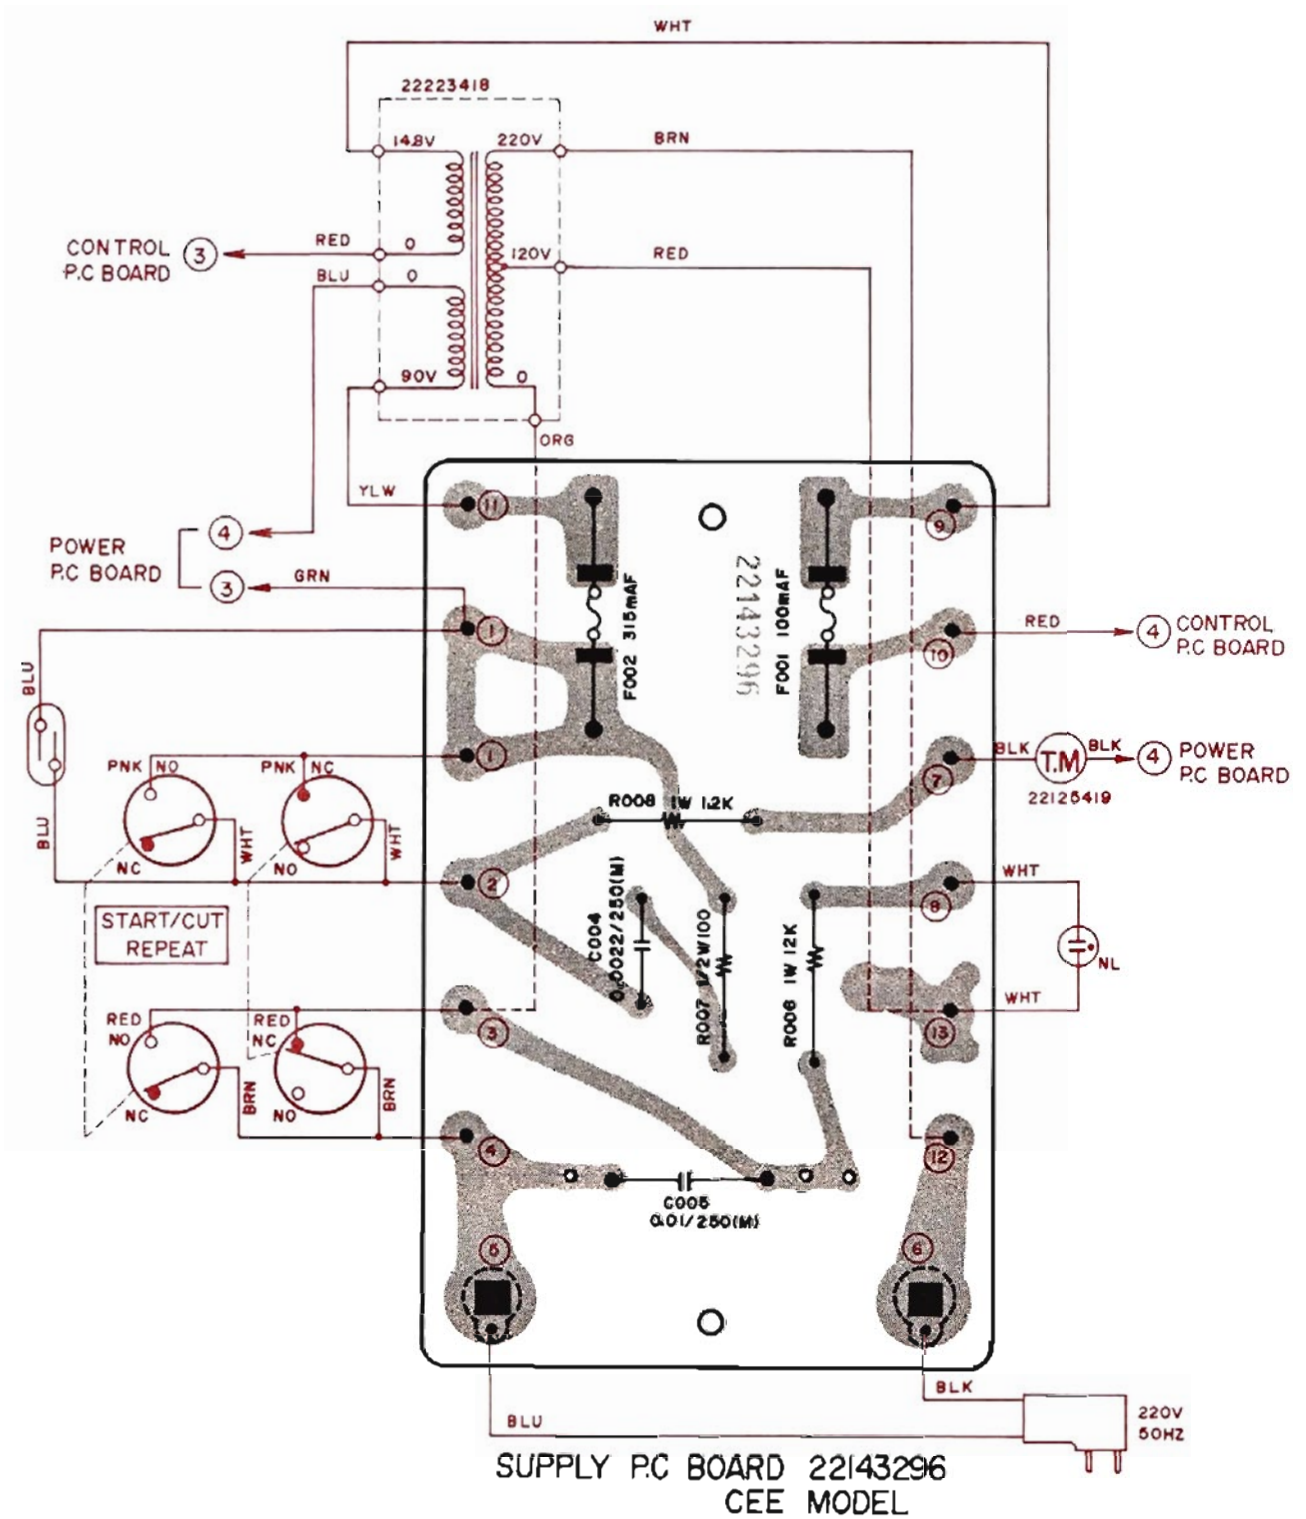 WHT
22223418
14.8V
220V
BRN
CONTROL
P.C BOARD
3
RED
0
120V
RED
BLU
0
90V
0
ORG
YLW
11
9
POWER
P.C BOARD
4
3
GRN
22143296
F002 315mAF
F001 100mAF
1
10
RED
4
CONTROL
P.C BOARD
BLU
1
7
BLK
T.M
BLK
4
POWER
P.C BOARD
22125419
PNK
NO
PNK
NC
R008 1W 1.2K
BLU
NC
WHT
NO
WHT
2
8
WHT
START/CUT
REPEAT
C004
0.0022/250(M)
R007 1/2W100
R006 1W 12K
NL
WHT
RED
NO
RED
NC
3
13
NC
BRN
NO
BRN
4
12
C005
0.01/250(M)
5
6
BLK
BLU
220V
50HZ
SUPPLY P.C BOARD 22143296
CEE MODEL